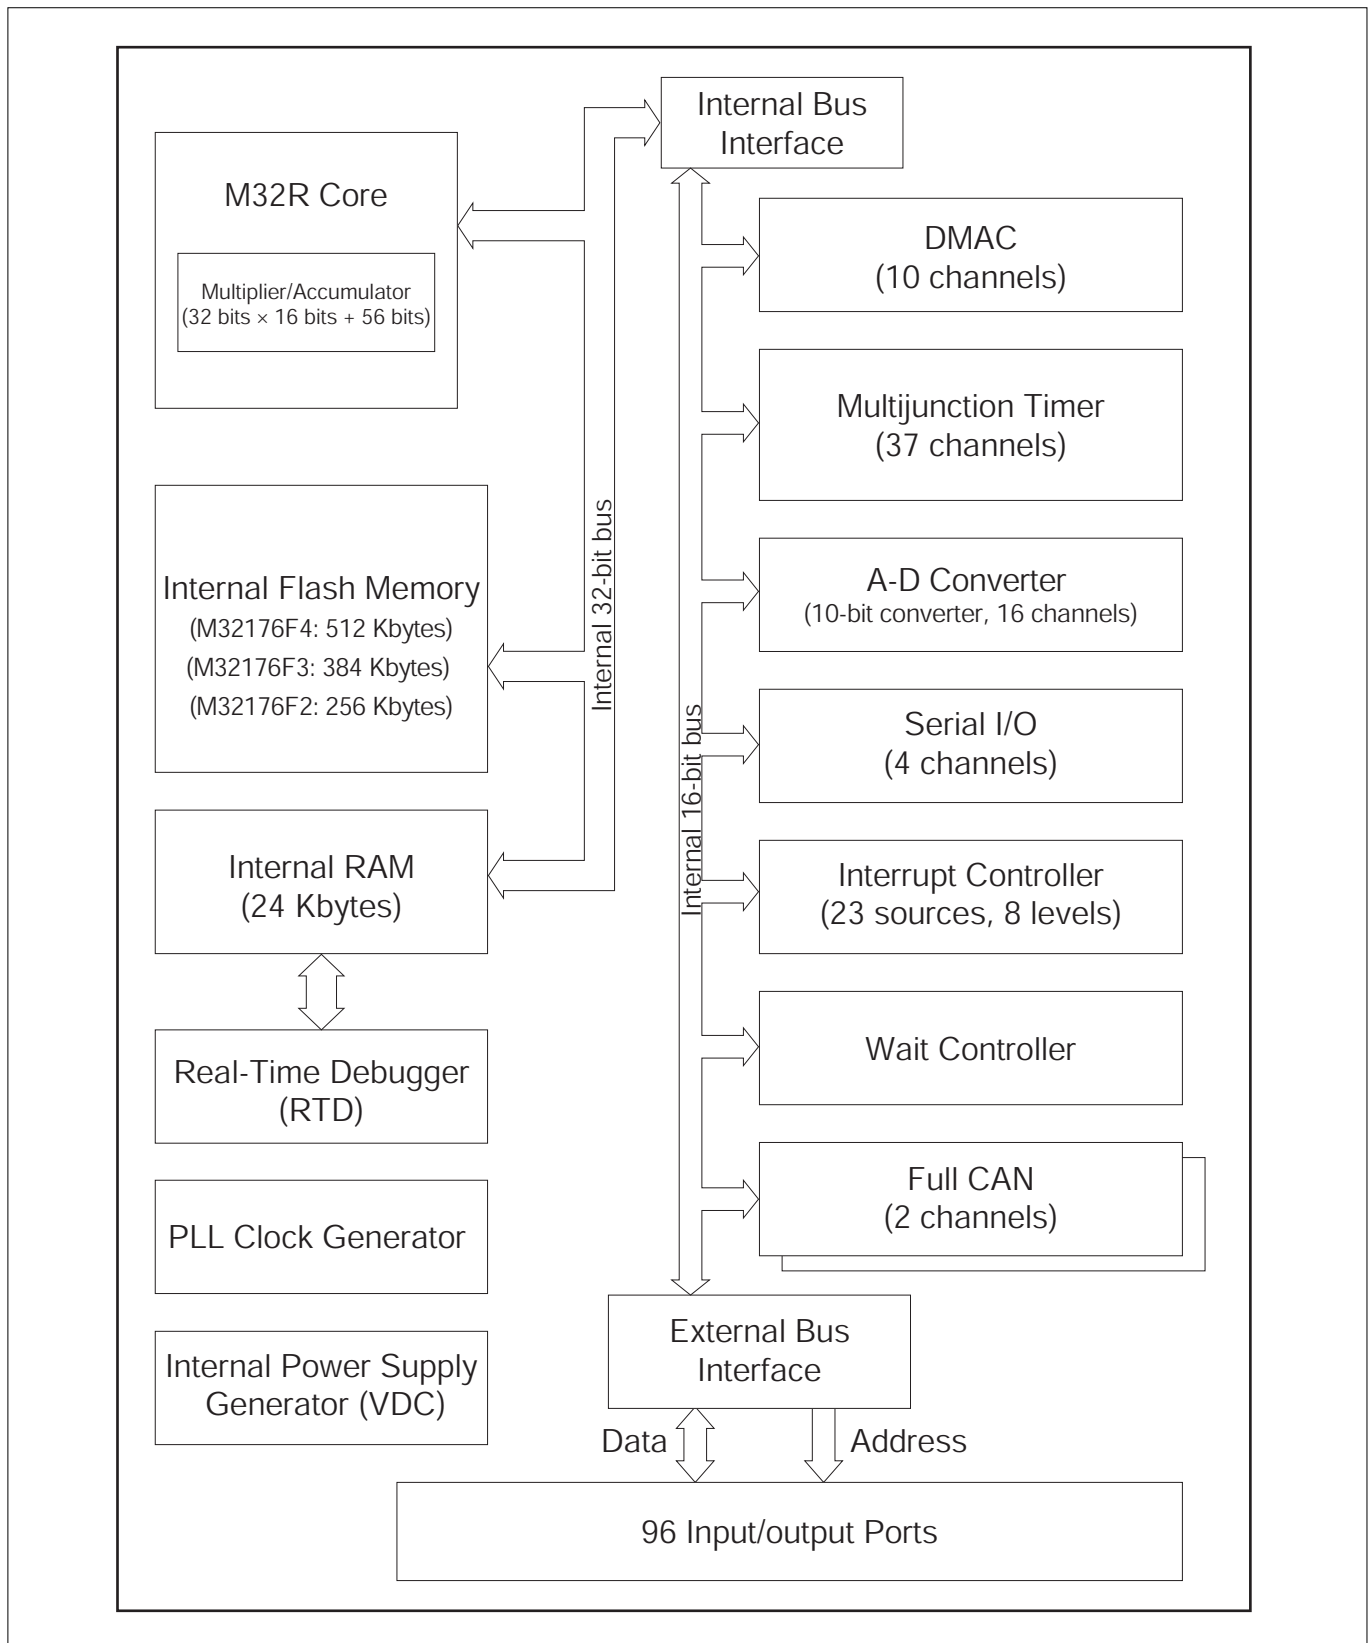 Internal Bus
Interface
M32R Core
Multiplier/Accumulator
(32 bits × 16 bits + 56 bits)
DMAC
(10 channels)
Multijunction Timer
(37 channels)
Internal Flash Memory
(M32176F4: 512 Kbytes)
(M32176F3: 384 Kbytes)
(M32176F2: 256 Kbytes)
Internal 32-bit bus
A-D Converter
(10-bit converter, 16 channels)
Internal 16-bit bus
Serial I/O
(4 channels)
Internal RAM
(24 Kbytes)
Interrupt Controller
(23 sources, 8 levels)
Real-Time Debugger
(RTD)
Wait Controller
PLL Clock Generator
Full CAN
(2 channels)
Internal Power Supply
Generator (VDC)
External Bus
Interface
Data
Address
96 Input/output Ports